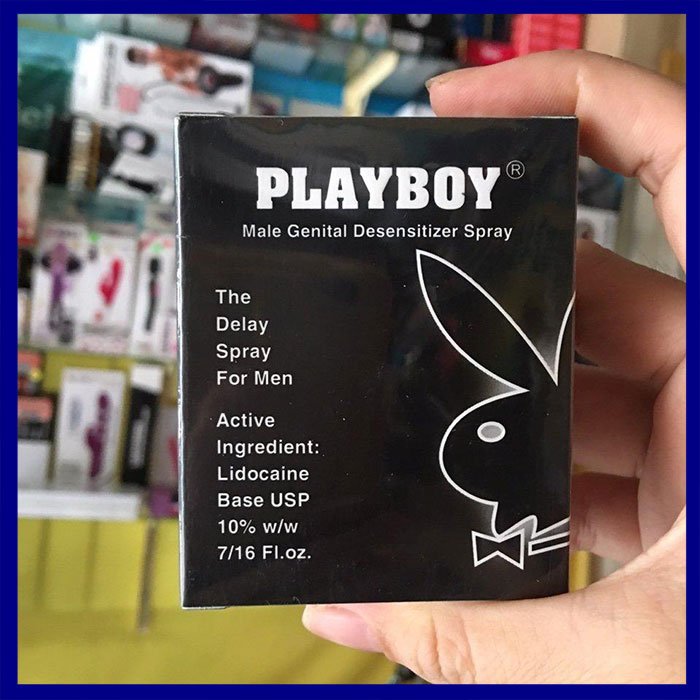 PLAYBOY®
Male Genital Desensitizer Spray
The
Delay
Spray
For Men
Active
Ingredient:
Lidocaine
Base USP
10% w/w
7/16 Fl.oz.